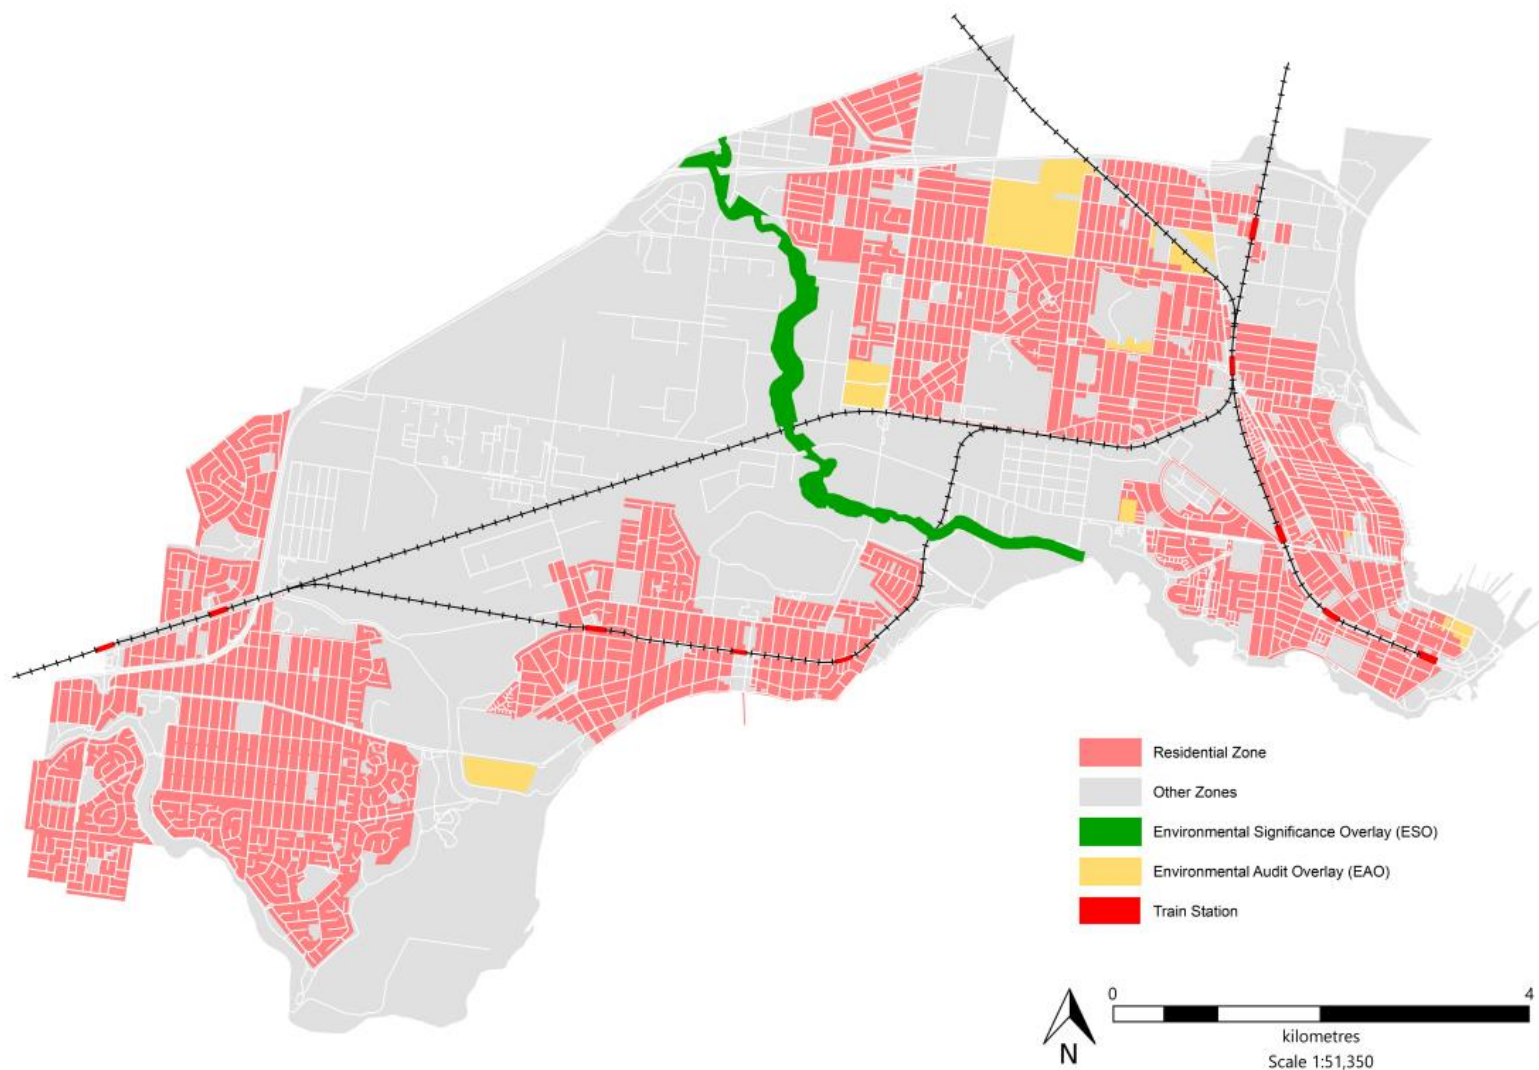 Residential Zone
Other Zones
Environmental Significance Overlay (ESO)
Environmental Audit Overlay (EAO)
Train Station
0 4
kilometres
Scale 1:51,350
N